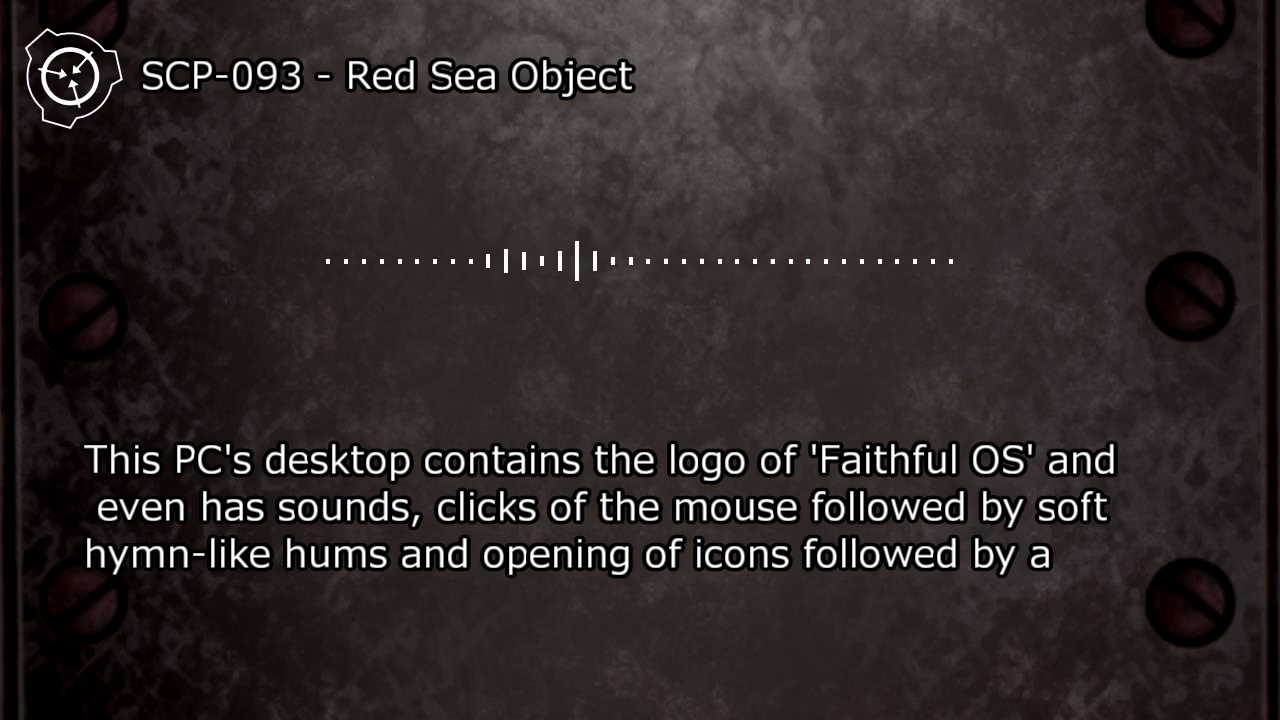 SCP-093 - Red Sea Object
This PC's desktop contains the logo of 'Faithful OS' and
even has sounds, clicks of the mouse followed by soft
hymn-like hums and opening of icons followed by a